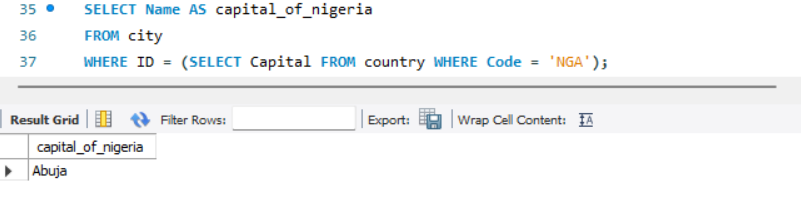 35 SELECT Name AS capital_of_nigeria
36 FROM city
37 WHERE ID = (SELECT Capital FROM country WHERE Code = 'NGA');
Result Grid Filter Rows: Export: Wrap Cell Content: IA
capital_of_nigeria
Abuja